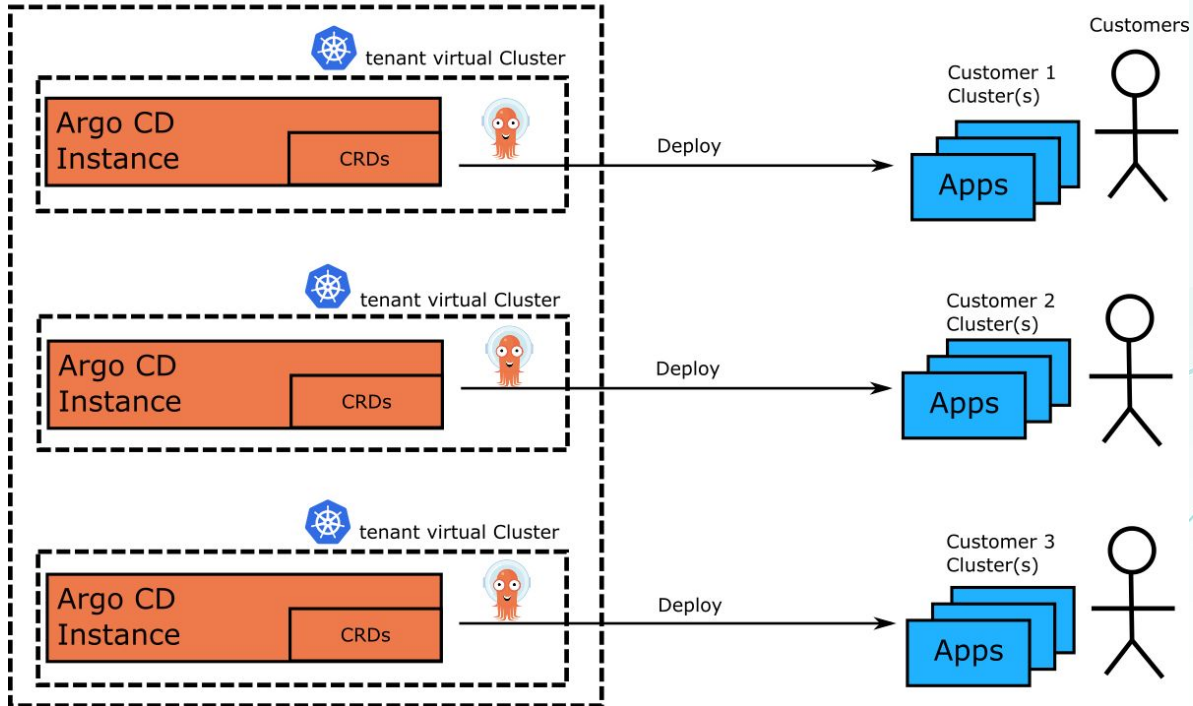 Customers
tenant virtual Cluster
Customer 1
Cluster(s)
Argo CD
Instance
CRDs
Deploy
Apps
tenant virtual Cluster
Customer 2
Cluster(s)
Argo CD
Instance
CRDs
Deploy
Apps
tenant virtual Cluster
Customer 3
Cluster(s)
Argo CD
Instance
CRDs
Deploy
Apps